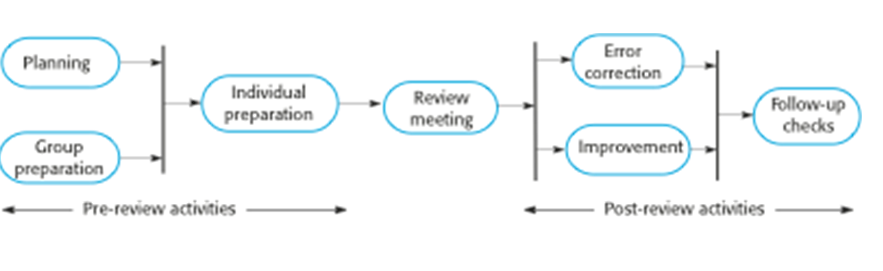 Planning
Group
preparation
Individual
preparation
Review
meeting
Error
correction
Improvement
Follow-up
checks
Pre-review activities
Post-review activities